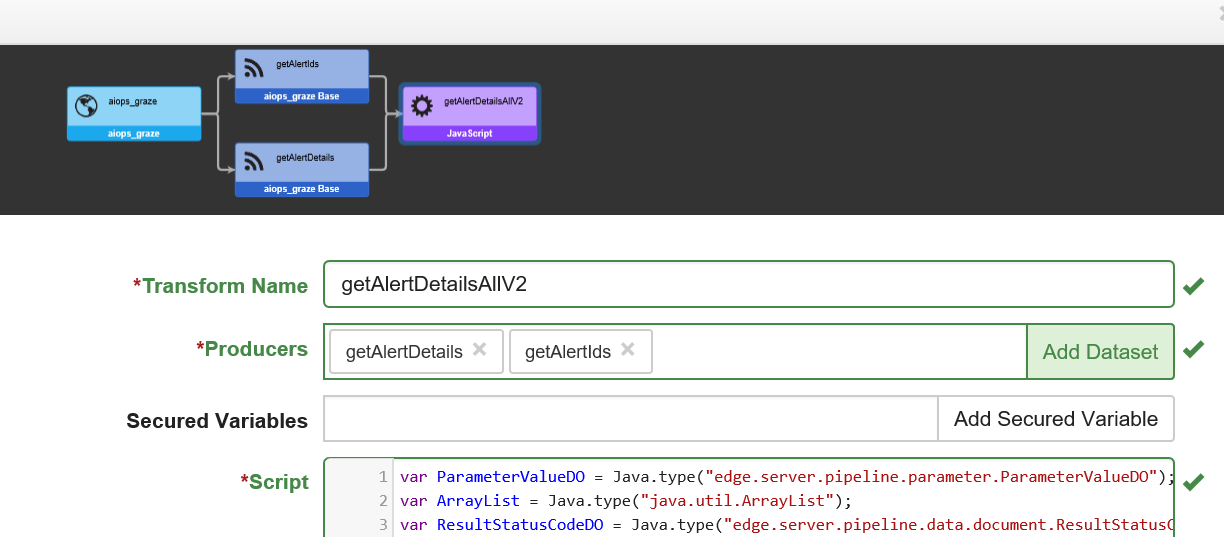 getAlertIds
aiops_graze Base
aiops_graze
aiops_graze
getAlertDetailsAllV2
JavaScript
getAlertDetails
aiops_graze Base
*Transform Name
getAlertDetailsAllV2
*Producers
getAlertDetails
getAlertIds
Add Dataset
Secured Variables
Add Secured Variable
*Script
1 var ParameterValueDO = Java.type("edge.server.pipeline.parameter.ParameterValueDO");
2 var ArrayList = Java.type("java.util.ArrayList");
3 var ResultStatusCodeDO = Java.type("edge.server.pipeline.data.document.ResultStatusC